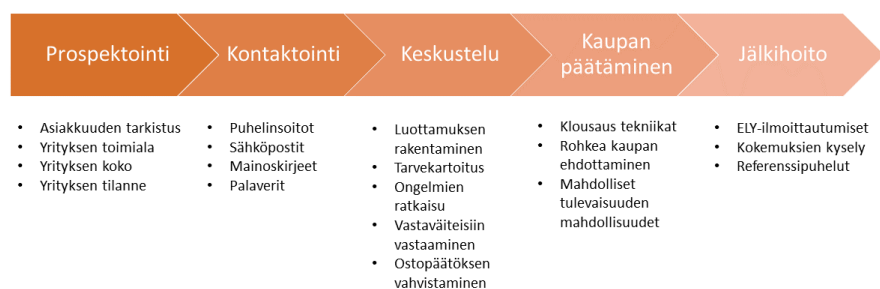 Prospektointi
Kontaktointi
Keskustelu
Kaupan
päätäminen
Jälkihoito
• Asiakkuuden tarkistus
• Yrityksen toimiala
• Yrityksen koko
• Yrityksen tilanne
• Puhelinsoitot
• Sähköpostit
• Mainoskirjeet
• Palaverit
• Luottamuksen
rakentaminen
• Tarvekartoitus
• Ongelmien
ratkaisu
• Vastaväiteisiin
vastaaminen
• Ostopäätöksen
vahvistaminen
• Klousaus tekniikat
• Rohkea kaupan
ehdottaminen
• Mahdolliset
tulevaisuuden
mahdollisuudet
• ELY-ilmoittautumiset
• Kokemuksien kysely
• Referenssipuhelut